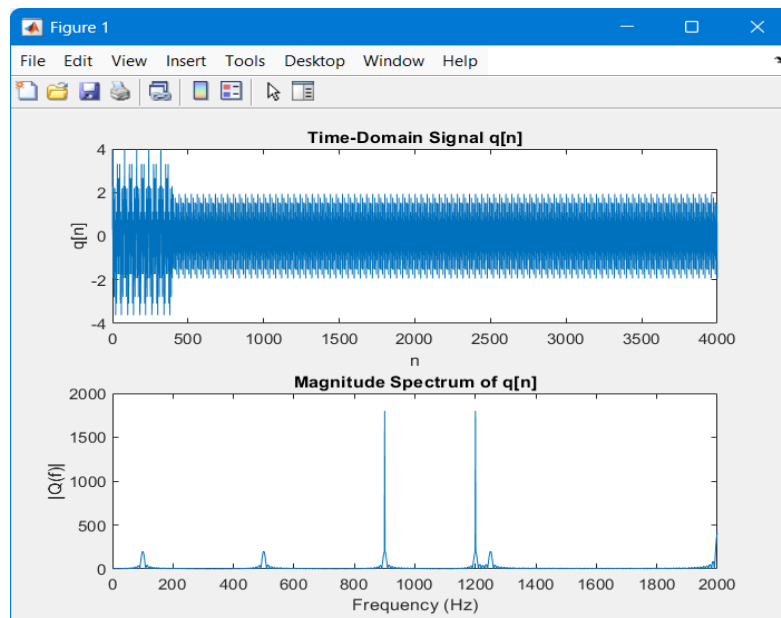 Figure 1
File Edit View Insert Tools Desktop Window Help
Time-Domain Signal q[n]
4
2
0
-2
-4
q[n]
0 500 1000 1500 2000 2500 3000 3500 4000
n
Magnitude Spectrum of q[n]
2000
1500
1000
500
0
|Q(f)|
0 200 400 600 800 1000 1200 1400 1600 1800 2000
Frequency (Hz)